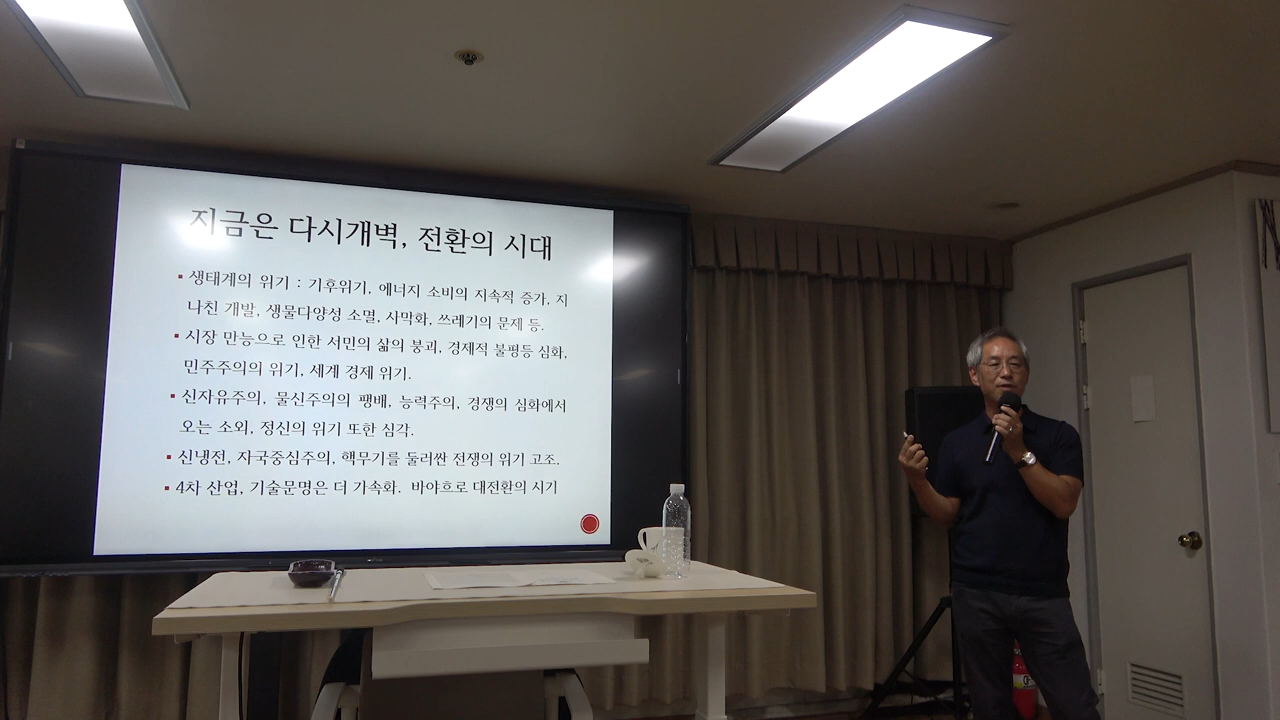 지금은 다시개벽, 전환의 시대
▪ 생태계의 위기 : 기후위기, 에너지 소비의 지속적 증가, 지
나친 개발, 생물다양성 소멸, 사막화, 쓰레기의 문제 등.
▪ 시장 만능으로 인한 서민의 삶의 붕괴, 경제적 불평등 심화,
민주주의의 위기, 세계 경제 위기.
▪ 신자유주의, 물신주의의 팽배, 능력주의, 경쟁의 심화에서
오는 소외, 정신의 위기 또한 심각.
▪ 신냉전, 자국중심주의, 핵무기를 둘러싼 전쟁의 위기 고조.
▪ 4차 산업, 기술문명은 더 가속화. 바야흐로 대전환의 시기